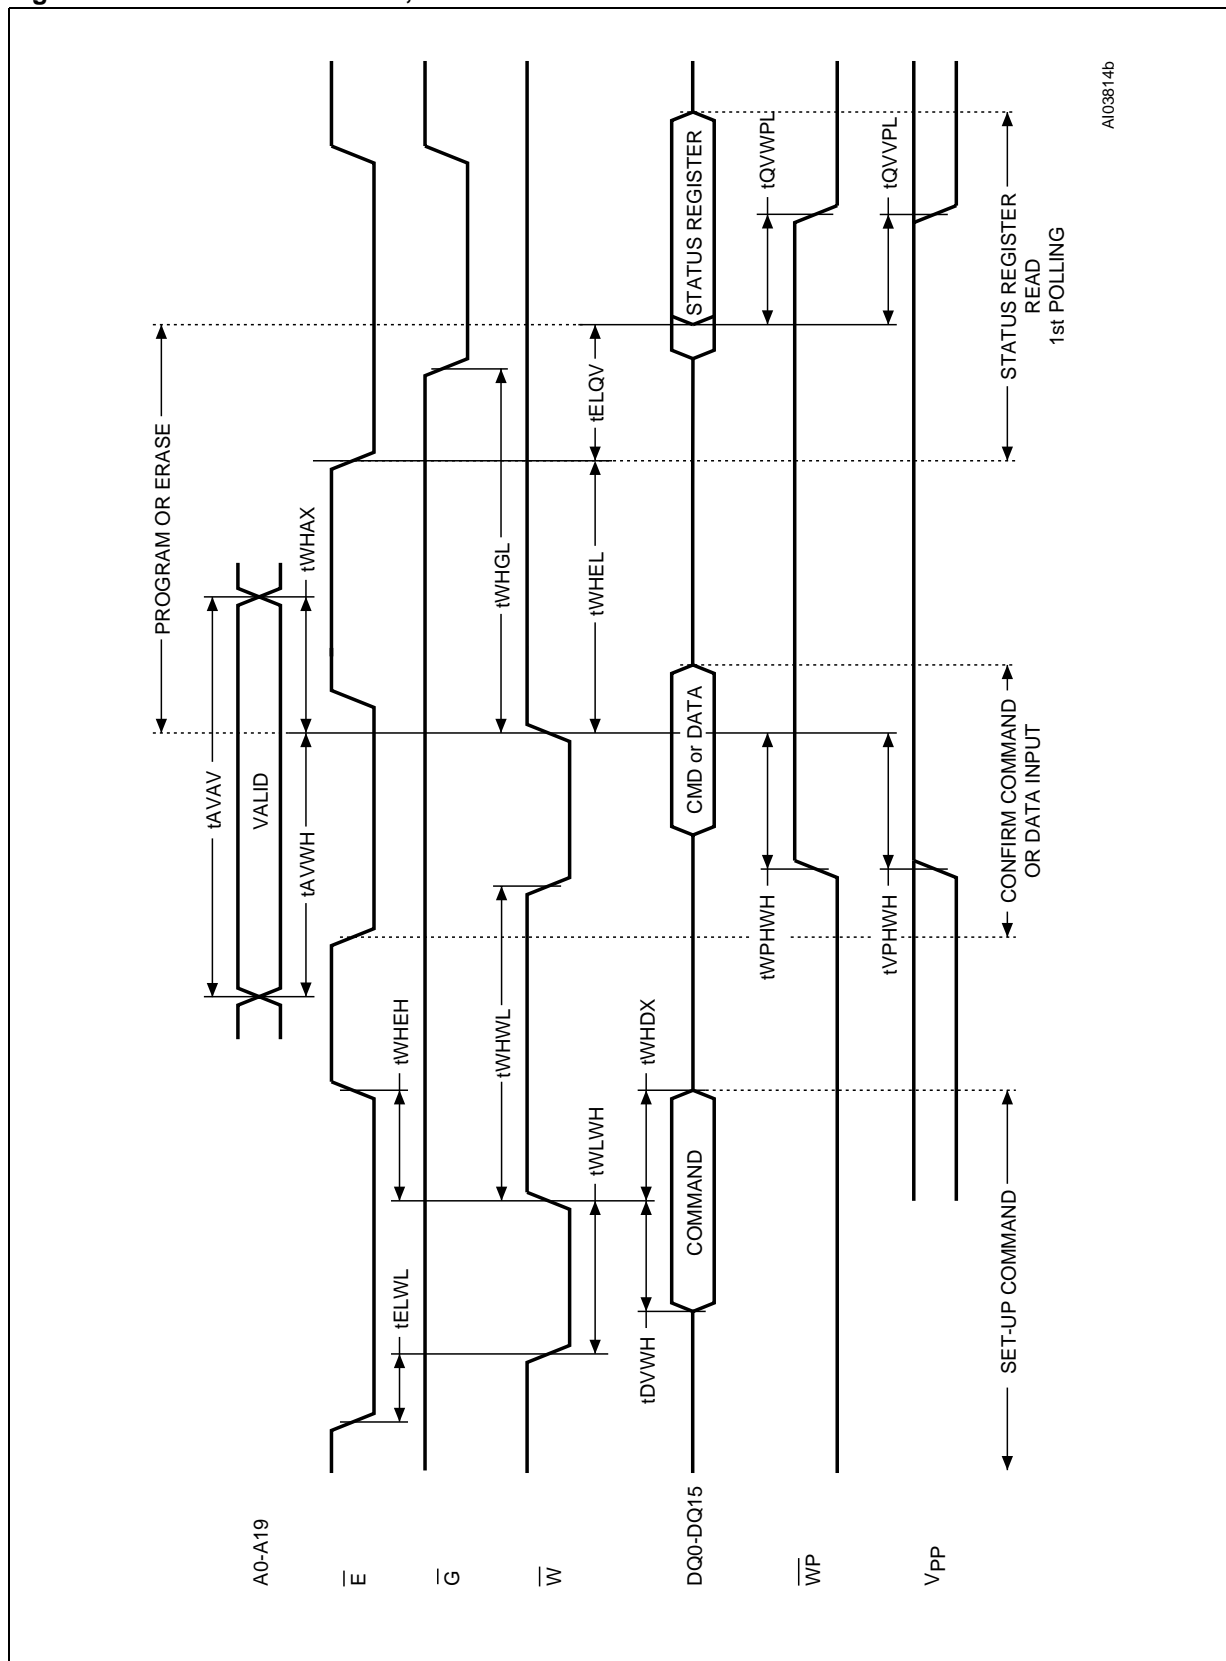 PROGRAM OR ERASE
tAVAV
A0-A19
VALID
tAVWH
tWHAX
E
tELWL
tWHEH
G
tWHWL
tWHGL
W
tWLWH
tWHEL
tELQV
tDVWH
tWHDX
DQ0-DQ15
COMMAND
CMD or DATA
STATUS REGISTER
tWPHWH
tQVWPL
WP
tVPHWH
tQVVPL
VPP
SET-UP COMMAND
CONFIRM COMMAND
OR DATA INPUT
STATUS REGISTER
READ
1st POLLING
AI03814b